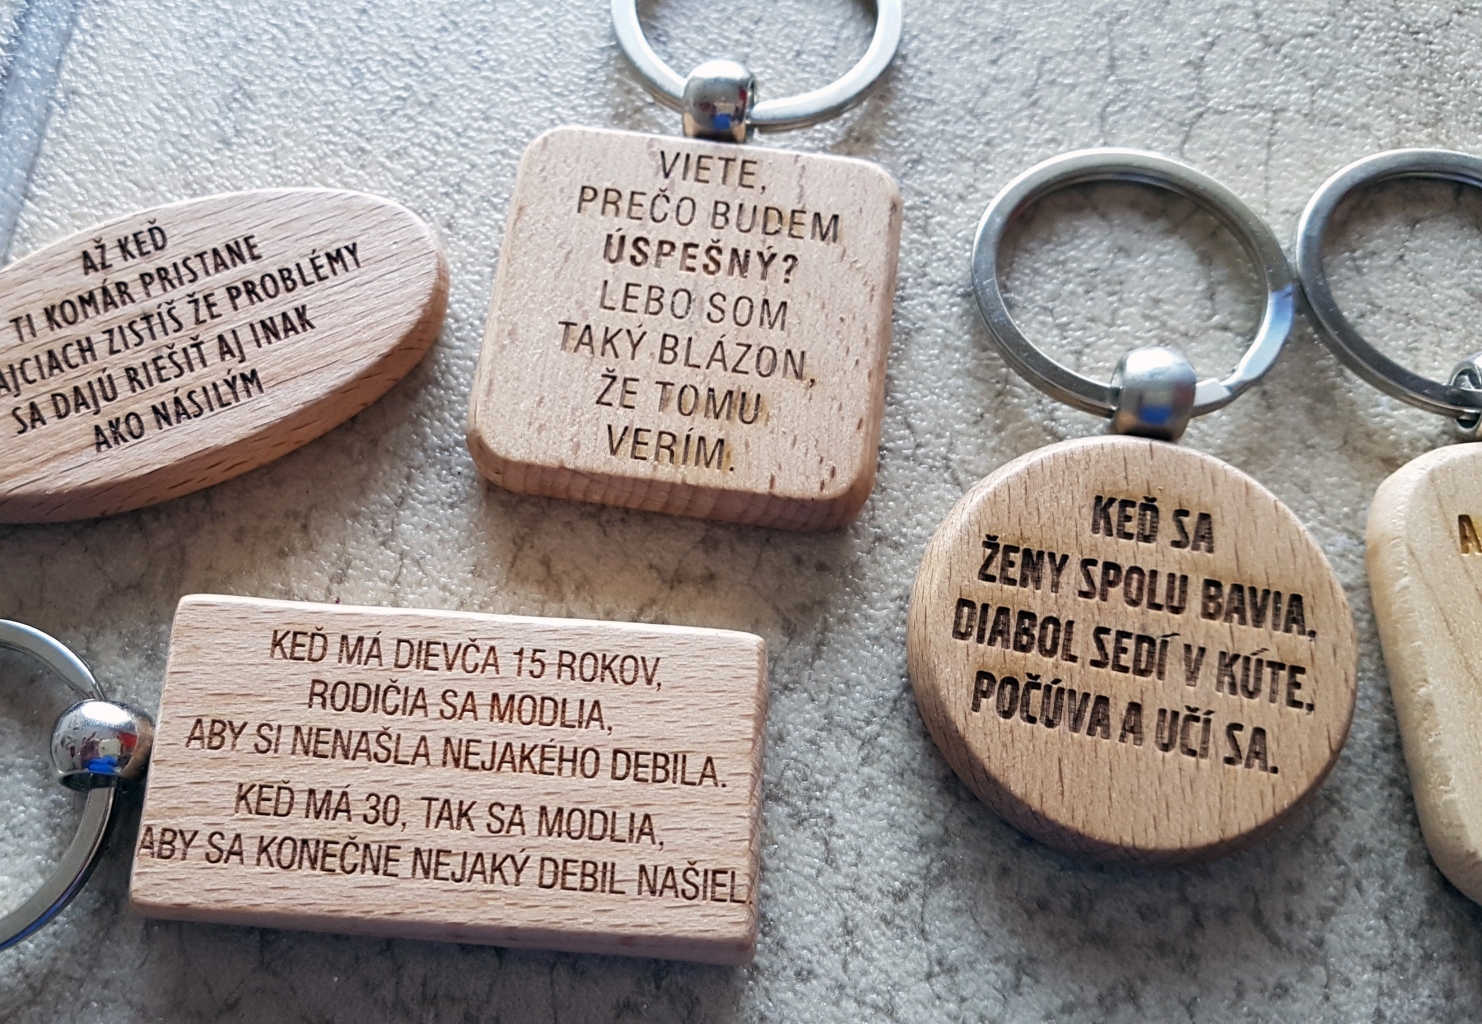 AŽ KEĎ
TI KOMÁR PRISTANE
ZISTÍŠ ŽE PROBLÉMY
SA DAJÚ RIEŠIŤ AJ INAK
AKO NÁSILÝM
VIETE,
PREČO BUDEM
ÚSPEŠNÝ?
LEBO SOM
TAKÝ BLÁZON,
ŽE TOMU
VERÍM.
KEĎ SA
ŽENY SPOLU BAVIA,
DIABOL SEDÍ V KÚTE,
POČÚVA A UČÍ SA.
KEĎ MÁ DIEVČA 15 ROKOV,
RODIČIA SA MODLIA,
ABY SI NENAŠLA NEJAKÉHO DEBILA.
KEĎ MÁ 30, TAK SA MODLIA,
ABY SA KONEČNE NEJAKÝ DEBIL NAŠIEL.